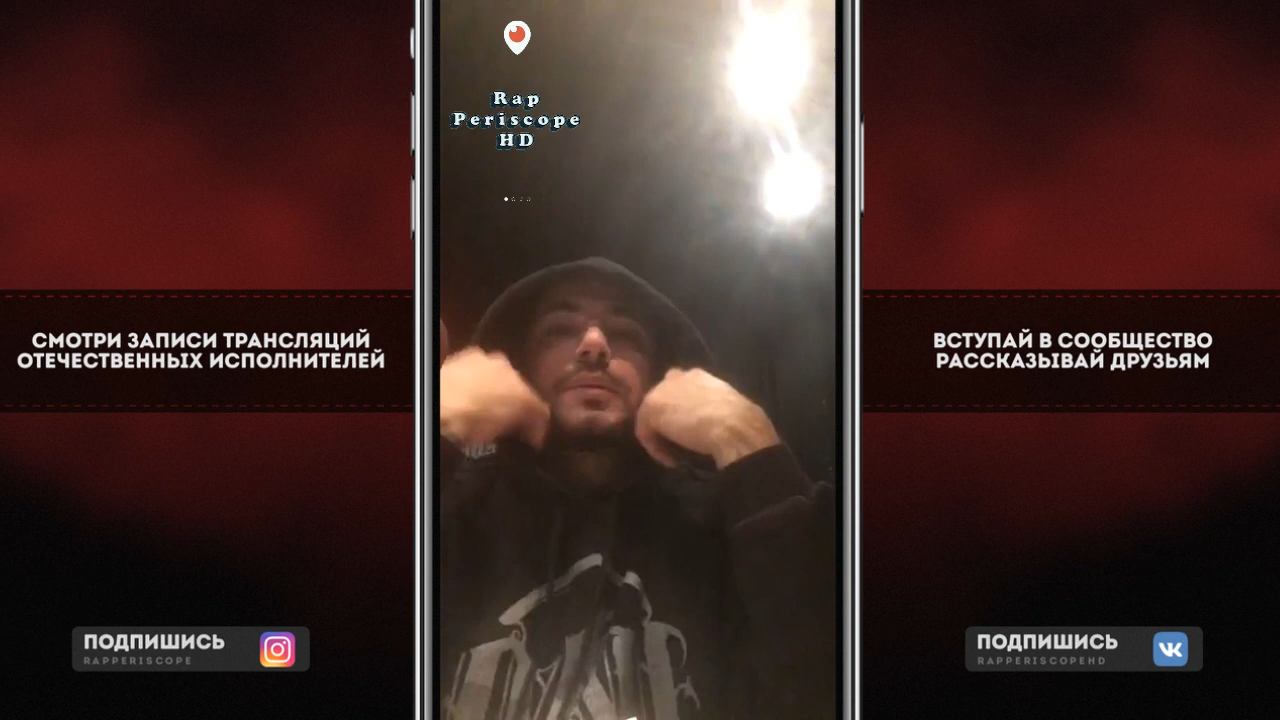 Rap
Periscope
HD
СМОТРИ ЗАПИСИ ТРАНСЛЯЦИЙ
ОТЕЧЕСТВЕННЫХ ИСПОЛНИТЕЛЕЙ
ВСТУПАЙ В СООБЩЕСТВО
РАССКАЗЫВАЙ ДРУЗЬЯМ
ПОДПИШИСЬ
RAPPERISCOPE
ПОДПИШИСЬ
RAPPERISCOPEHD